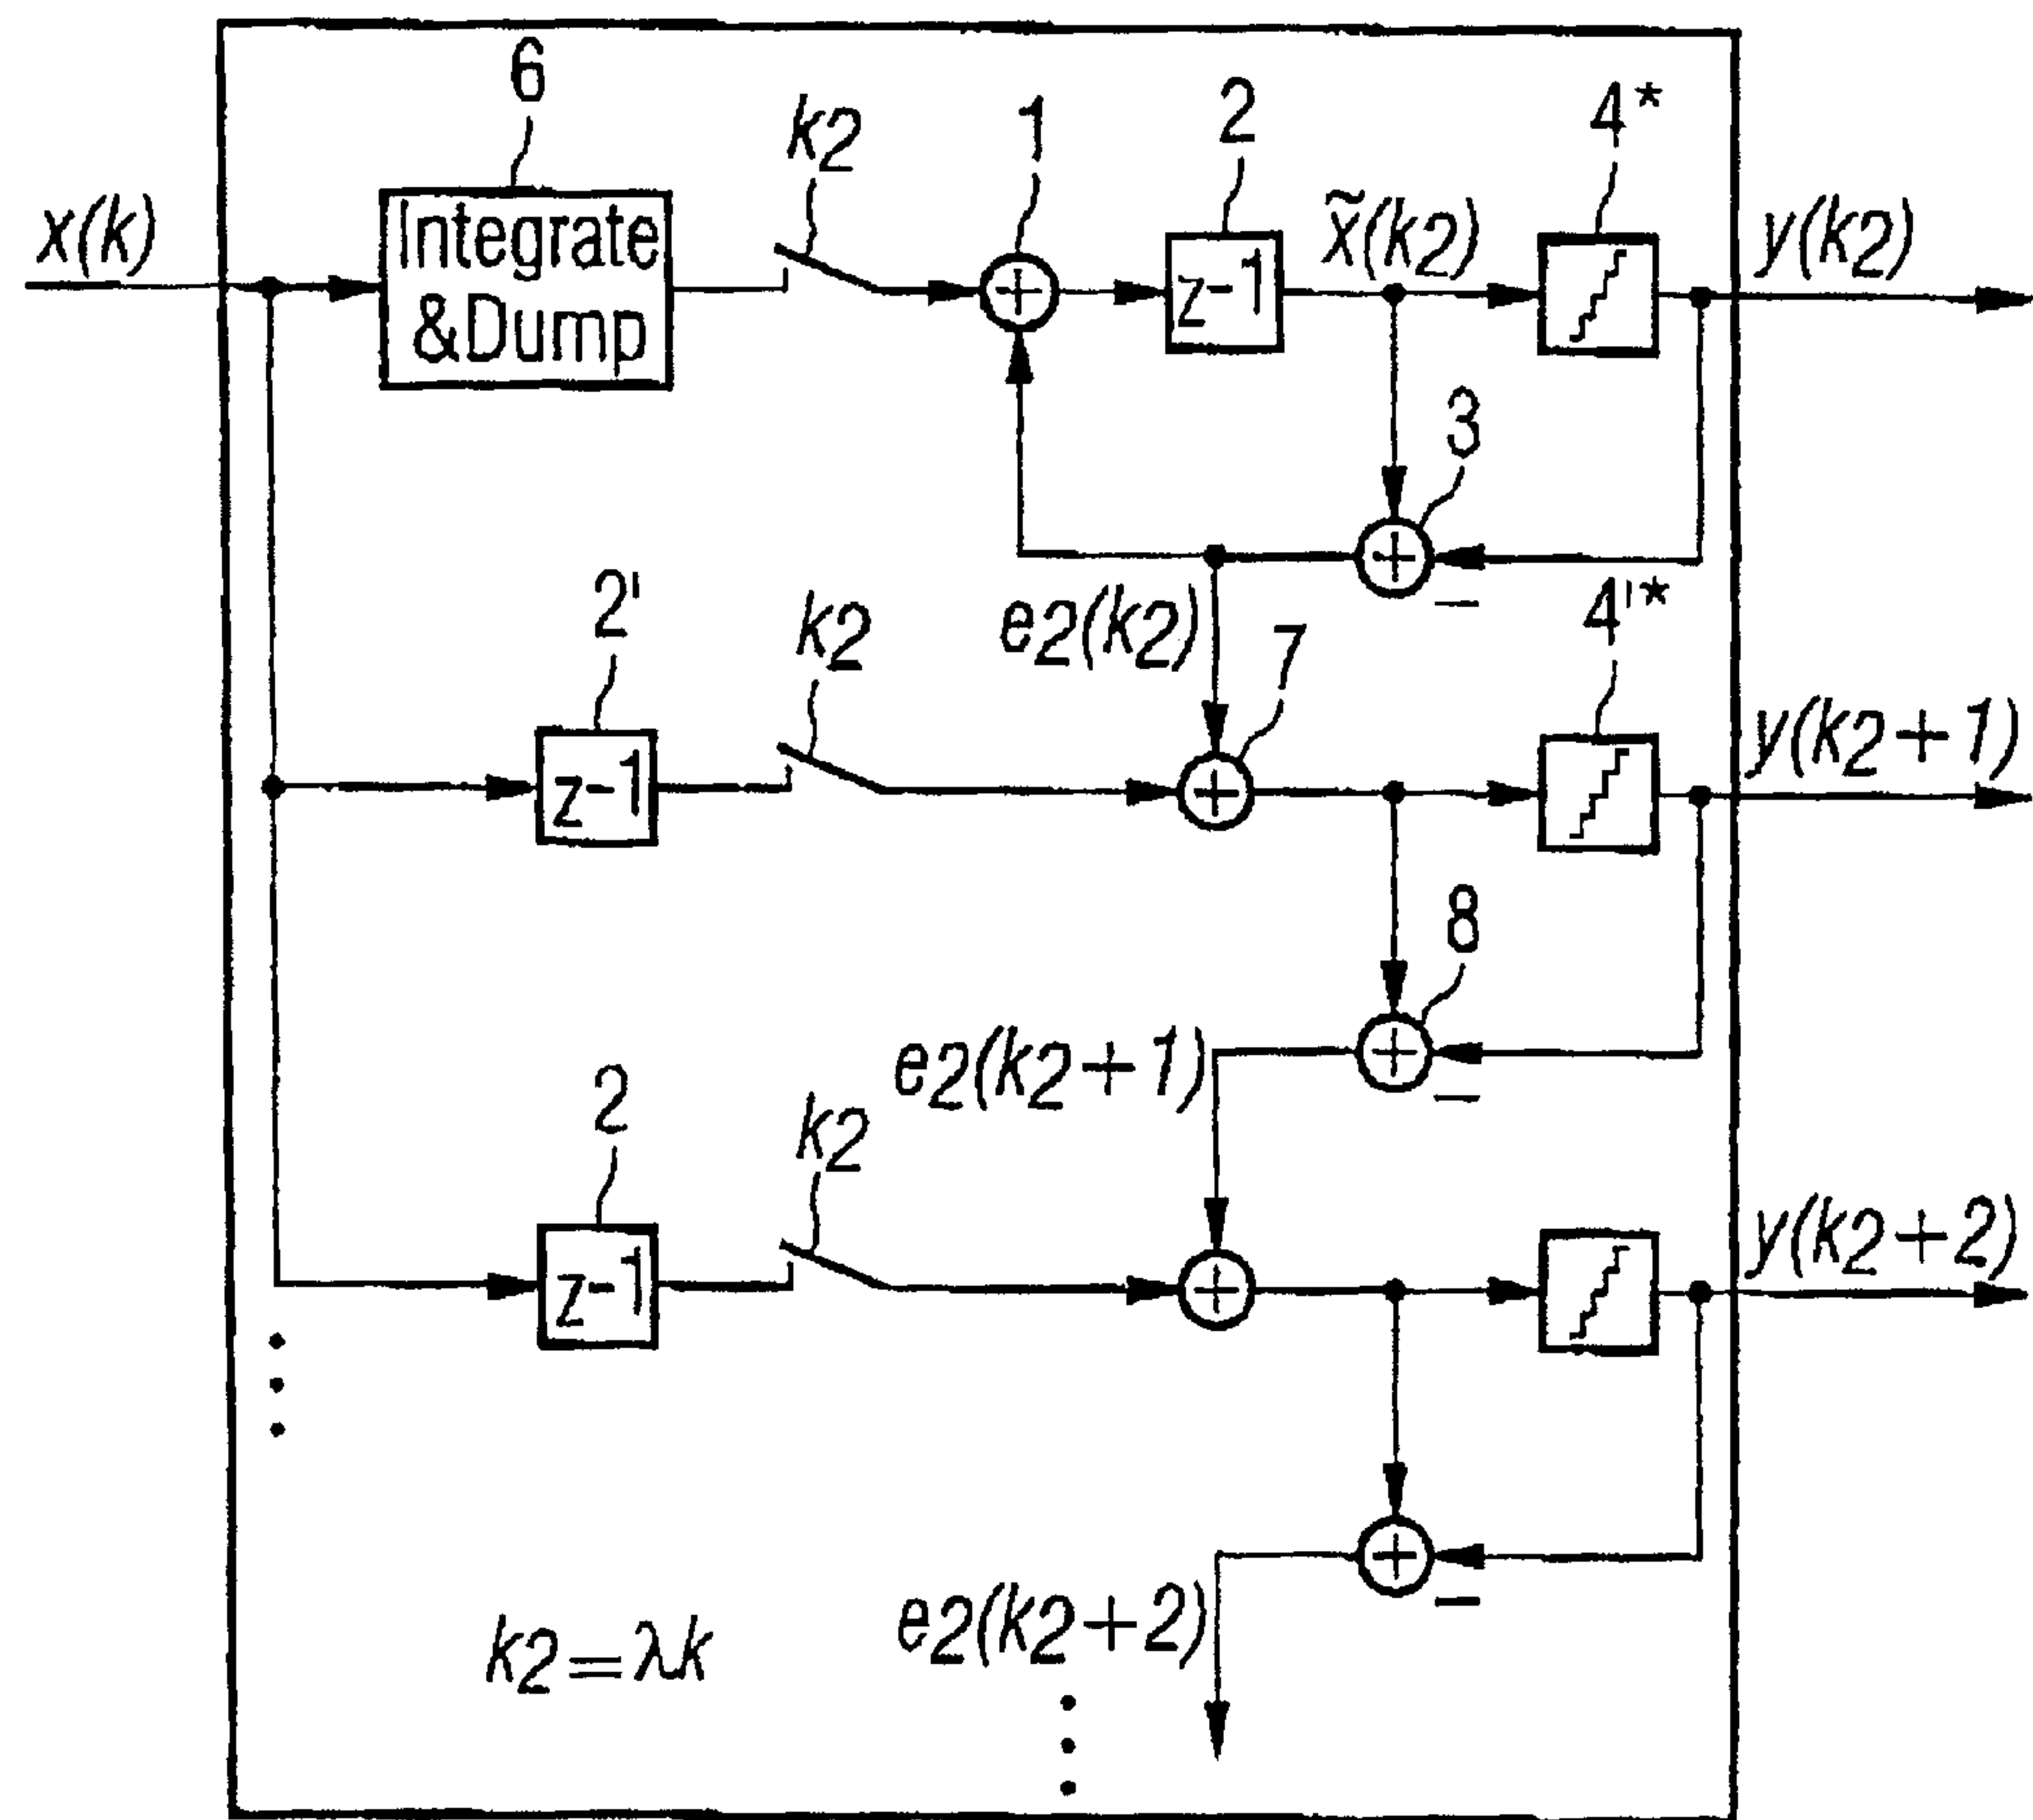 6
k2
1
2
4*
x(k)
Integrate
&Dump
z-1
x̃(k2)
y(k2)
3
2'
k2
e2(k2)
7
4'*
z-1
y(k2+1)
8
2
k2
e2(k2+1)
z-1
y(k2+2)
k2=λk
e2(k2+2)